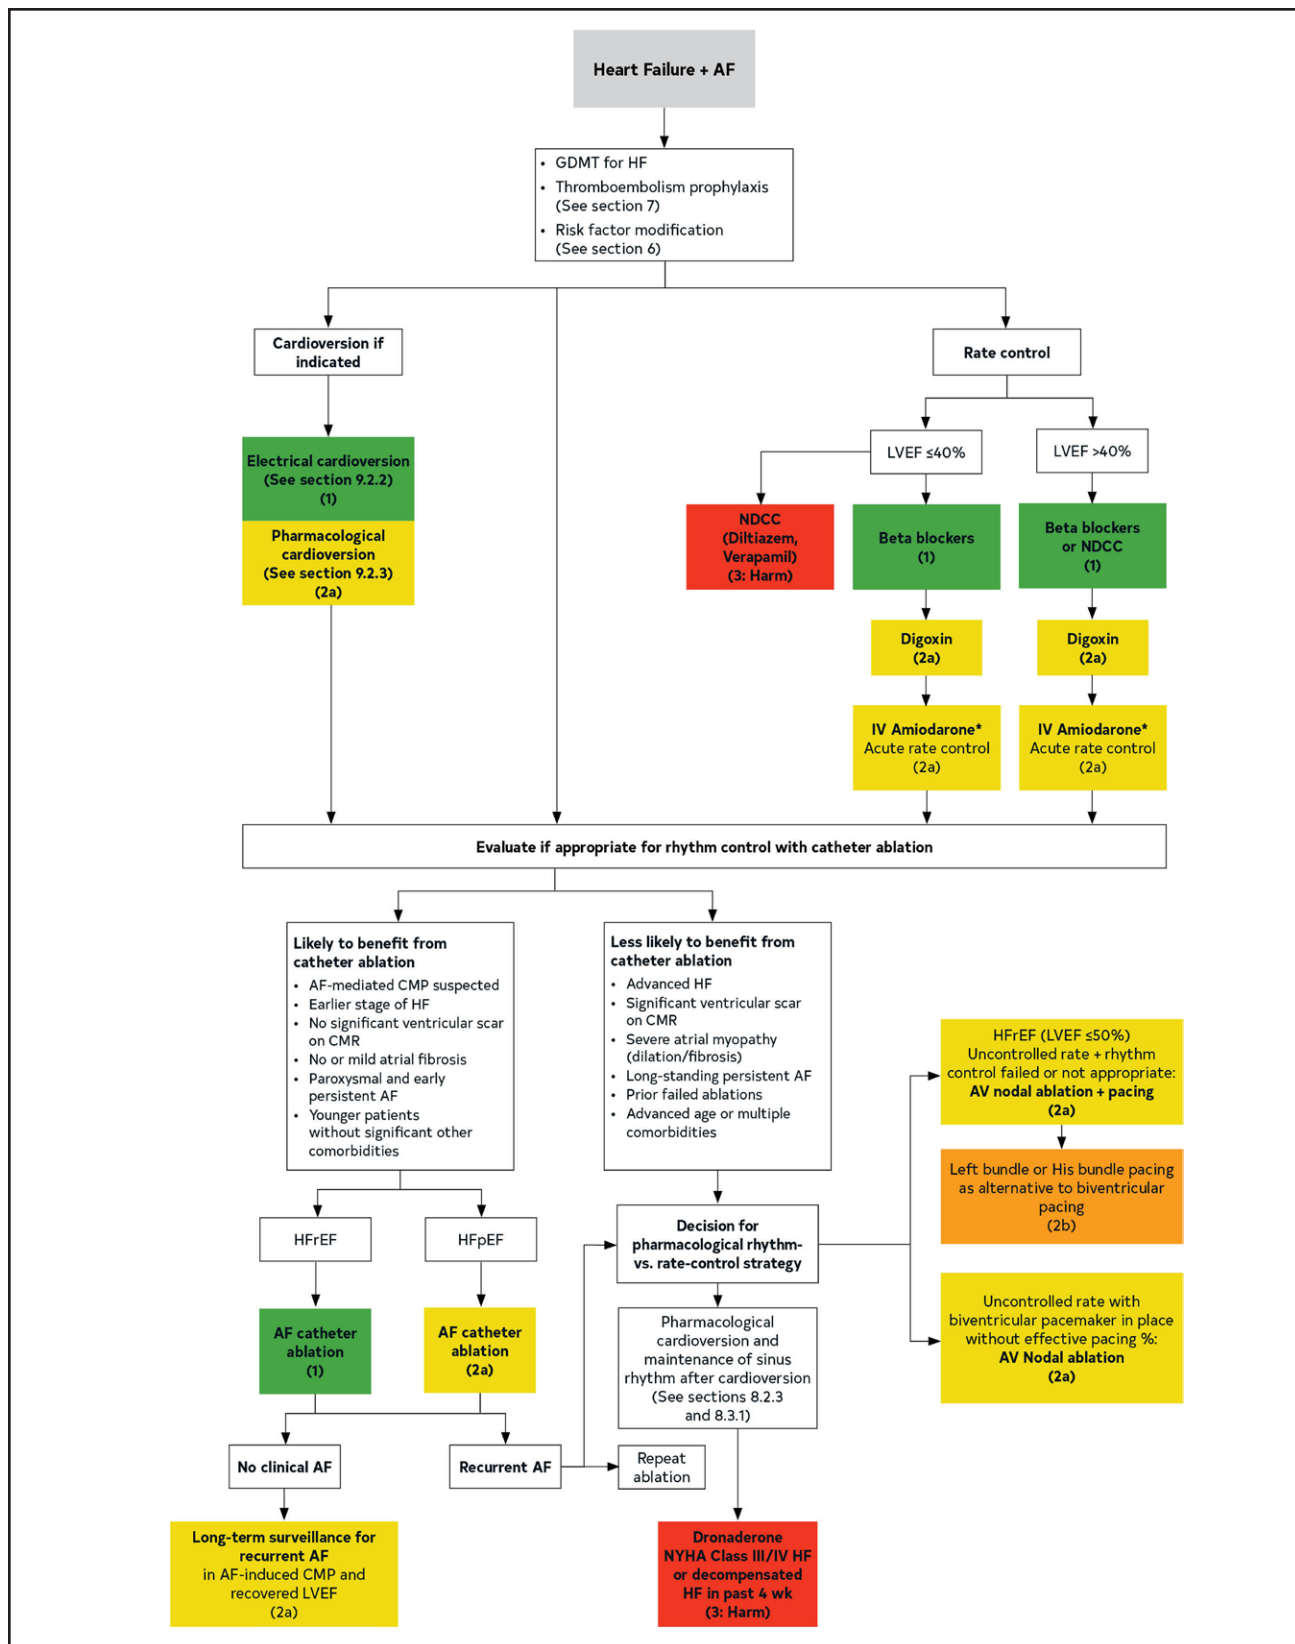 Heart Failure + AF
• GDMT for HF
• Thromboembolism prophylaxis
(See section 7)
• Risk factor modification
(See section 6)
Cardioversion if
indicated
Rate control
Electrical cardioversion
(See section 9.2.2)
(1)
Pharmacological
cardioversion
(See section 9.2.3)
(2a)
LVEF ≤40%
LVEF >40%
NDCC
(Diltiazem,
Verapamil)
(3: Harm)
Beta blockers
(1)
Beta blockers
or NDCC
(1)
Digoxin
(2a)
Digoxin
(2a)
IV Amiodarone*
Acute rate control
(2a)
IV Amiodarone*
Acute rate control
(2a)
Evaluate if appropriate for rhythm control with catheter ablation
Likely to benefit from
catheter ablation
• AF-mediated CMP suspected
• Earlier stage of HF
• No significant ventricular scar
on CMR
• No or mild atrial fibrosis
• Paroxysmal and early
persistent AF
• Younger patients
without significant other
comorbidities
Less likely to benefit from
catheter ablation
• Advanced HF
• Significant ventricular scar
on CMR
• Severe atrial myopathy
(dilation/fibrosis)
• Long-standing persistent AF
• Prior failed ablations
• Advanced age or multiple
comorbidities
HFrEF (LVEF ≤50%)
Uncontrolled rate + rhythm
control failed or not appropriate:
AV nodal ablation + pacing
(2a)
Left bundle or His bundle pacing
as alternative to biventricular
pacing
(2b)
HFrEF
HFpEF
Decision for
pharmacological rhythm-
vs. rate-control strategy
AF catheter
ablation
(1)
AF catheter
ablation
(2a)
Pharmacological
cardioversion and
maintenance of sinus
rhythm after cardioversion
(See sections 8.2.3
and 8.3.1)
Uncontrolled rate with
biventricular pacemaker in place
without effective pacing %:
AV Nodal ablation
(2a)
No clinical AF
Recurrent AF
Repeat
ablation
Long-term surveillance for
recurrent AF
in AF-induced CMP and
recovered LVEF
(2a)
Dronaderone
NYHA Class III/IV HF
or decompensated
HF in past 4 wk
(3: Harm)